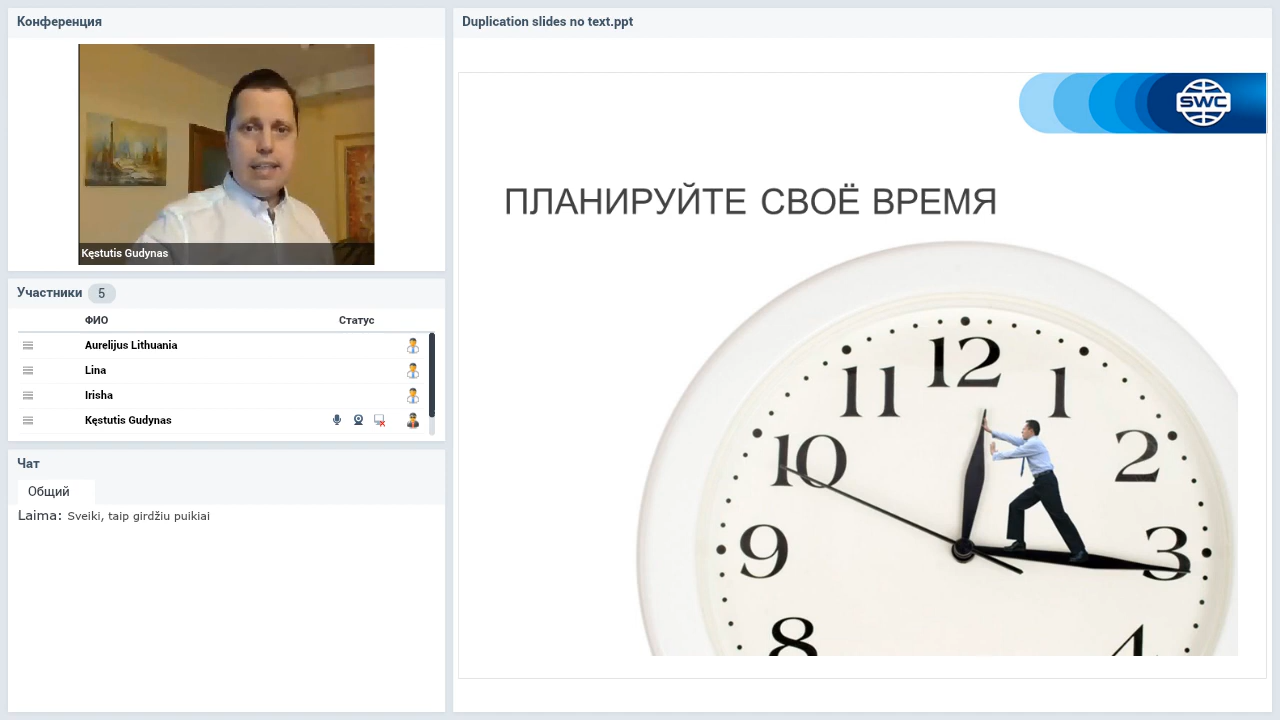 Конференция
Kęstutis Gudynas
Участники 5
ФИО Статус
Aurelijus Lithuania
Lina
Irisha
Kęstutis Gudynas
Чат
Общий
Laima: Sveiki, taip girdžiu puikiai
Duplication slides no text.ppt
SWC
ПЛАНИРУЙТЕ СВОЁ ВРЕМЯ
12
11 1
10 2
9 3
8 4